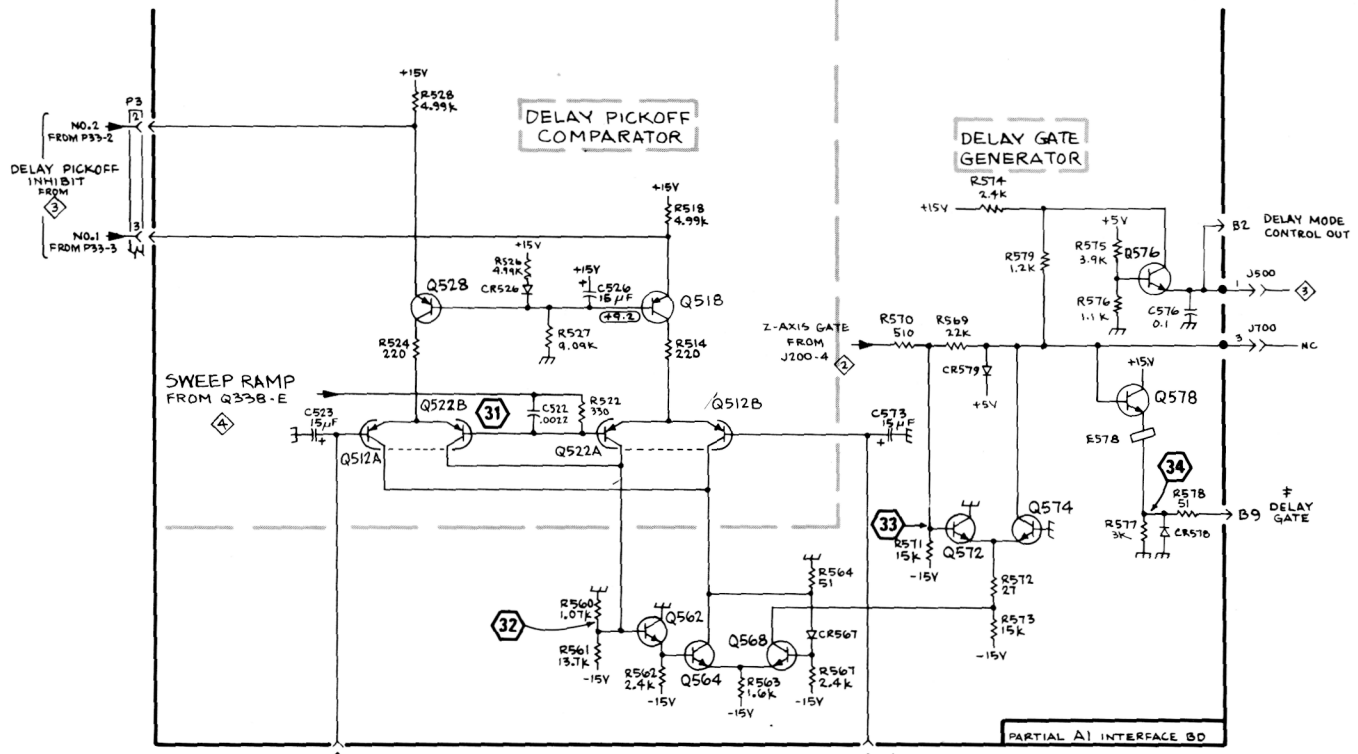 +15V
R528
4.99K
P3
2
NO.2
FROM P33-2
DELAY PICKOFF
INHIBIT
FROM
3
3
NO.1
FROM P33-3
DELAY PICKOFF
COMPARATOR
+15V
R518
4.99K
+15V
R526
4.99K
CR526
+15V
+
C526
15µF
+9.2
Q528
Q518
R527
9.09K
R524
220
R514
220
SWEEP RAMP
FROM Q338-E
4
C523
15µF
+
Q522B
31
C522
.0022
R522
330
Q512B
Q512A
Q522A
C573
15µF
+
DELAY GATE
GENERATOR
R574
2.4K
+15V
+5V
R575
3.9K
Q576
R579
1.2K
R576
1.1K
C576
0.1
B2
DELAY MODE
CONTROL OUT
1
J500
3
J700
3
NC
Z-AXIS GATE
FROM
J200-4
2
R570
510
R569
22K
CR579
+5V
+15V
Q578
E578
34
R578
51
B9
‡
DELAY
GATE
R577
3K
CR578
33
R571
15K
-15V
Q572
Q574
R572
27
R573
15K
-15V
R564
51
CR567
R560
1.07K
32
R561
13.7K
-15V
Q562
R562
2.4K
-15V
Q564
Q568
R563
1.6K
-15V
R567
2.4K
-15V
PARTIAL A1 INTERFACE BD